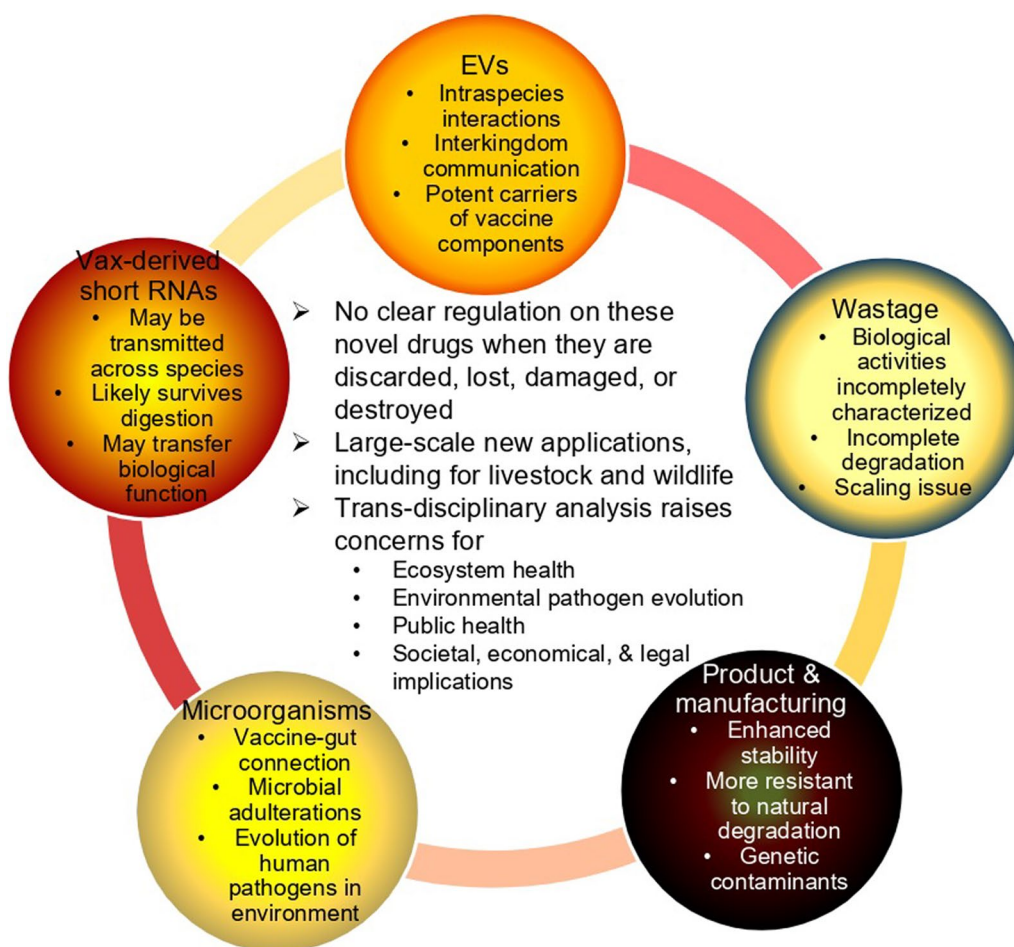 EVs
• Intraspecies
interactions
• Interkingdom
communication
• Potent carriers
of vaccine
components
Vax-derived
short RNAs
• May be
transmitted
across species
• Likely survives
digestion
• May transfer
biological
function
➢ No clear regulation on these
novel drugs when they are
discarded, lost, damaged, or
destroyed
➢ Large-scale new applications,
including for livestock and wildlife
➢ Trans-disciplinary analysis raises
concerns for
• Ecosystem health
• Environmental pathogen evolution
• Public health
• Societal, economical, & legal
implications
Wastage
• Biological
activities
incompletely
characterized
• Incomplete
degradation
• Scaling issue
Microorganisms
• Vaccine-gut
connection
• Microbial
adulterations
• Evolution of
human
pathogens in
environment
Product &
manufacturing
• Enhanced
stability
• More resistant
to natural
degradation
• Genetic
contaminants